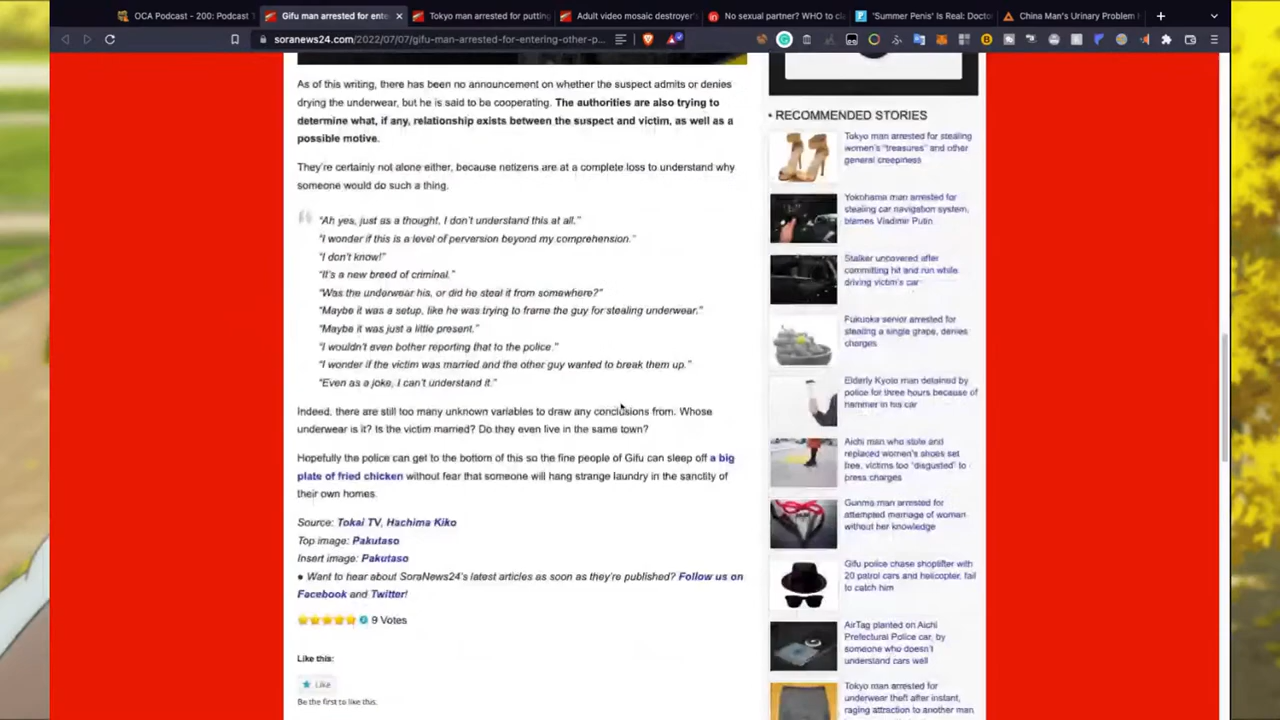 OCA Podcast - 200: Podcast
Gifu man arrested for ente
Tokyo man arrested for putting
Adult video mosaic destroyer's
No sexual partner? WHO to cl
'Summer Penis' Is Real: Doctor
China Man's Urinary Problem
soranews24.com/2022/07/07/gifu-man-arrested-for-entering-other-p...
As of this writing, there has been no announcement on whether the suspect admits or denies
drying the underwear, but he is said to be cooperating. The authorities are also trying to
determine what, if any, relationship exists between the suspect and victim, as well as a
possible motive.
They're certainly not alone either, because netizens are at a complete loss to understand why
someone would do such a thing.
"Ah yes, just as a thought, I don't understand this at all."
"I wonder if this is a level of perversion beyond my comprehension."
"I don't know!"
"It's a new breed of criminal."
"Was the underwear his, or did he steal it from somewhere?"
"Maybe it was a setup, like he was trying to frame the guy for stealing underwear."
"Maybe it was just a little present."
"I wouldn't even bother reporting that to the police."
"I wonder if the victim was married and the other guy wanted to break them up."
"Even as a joke, I can't understand it."
Indeed, there are still too many unknown variables to draw any conclusions from. Whose
underwear is it? Is the victim married? Do they even live in the same town?
Hopefully the police can get to the bottom of this so the fine people of Gifu can sleep off a big
plate of fried chicken without fear that someone will hang strange laundry in the sanctity of
their own homes.
Source: Tokai TV, Hachima Kiko
Top image: Pakutaso
Insert image: Pakutaso
● Want to hear about SoraNews24's latest articles as soon as they're published? Follow us on
Facebook and Twitter!
9 Votes
Like this:
Like
Be the first to like this.
• RECOMMENDED STORIES
Tokyo man arrested for stealing
women's "treasures" and other
general creepiness
Yokohama man arrested for
stealing car navigation system,
blames Vladimir Putin
Stalker uncovered after
committing hit and run while
driving victim's car
Fukuoka senior arrested for
stealing a single grape, denies
charges
Elderly Kyoto man detained by
police for three hours because of
hammer in his car
Aichi man who stole and
replaced women's shoes set
free, victims too "disgusted" to
press charges
Gunma man arrested for
attempted marriage of woman
without her knowledge
Gifu police chase shoplifter with
20 patrol cars and helicopter, fail
to catch him
AirTag planted on Aichi
Prefectural Police car, by
someone who doesn't
understand cars well
Tokyo man arrested for
underwear theft after instant,
raging attraction to another man